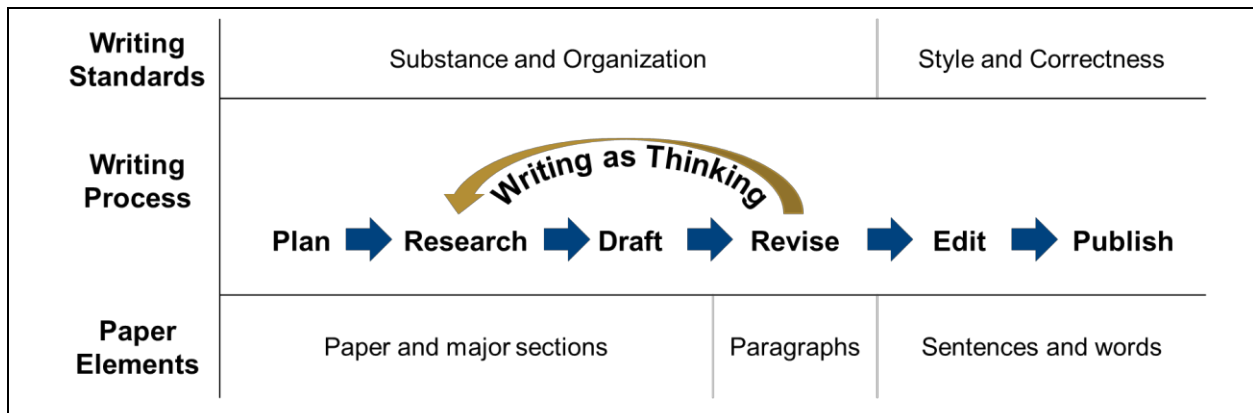 Writing
Standards
Substance and Organization
Style and Correctness
Writing
Process
Writing as Thinking
Plan
Research
Draft
Revise
Edit
Publish
Paper
Elements
Paper and major sections
Paragraphs
Sentences and words